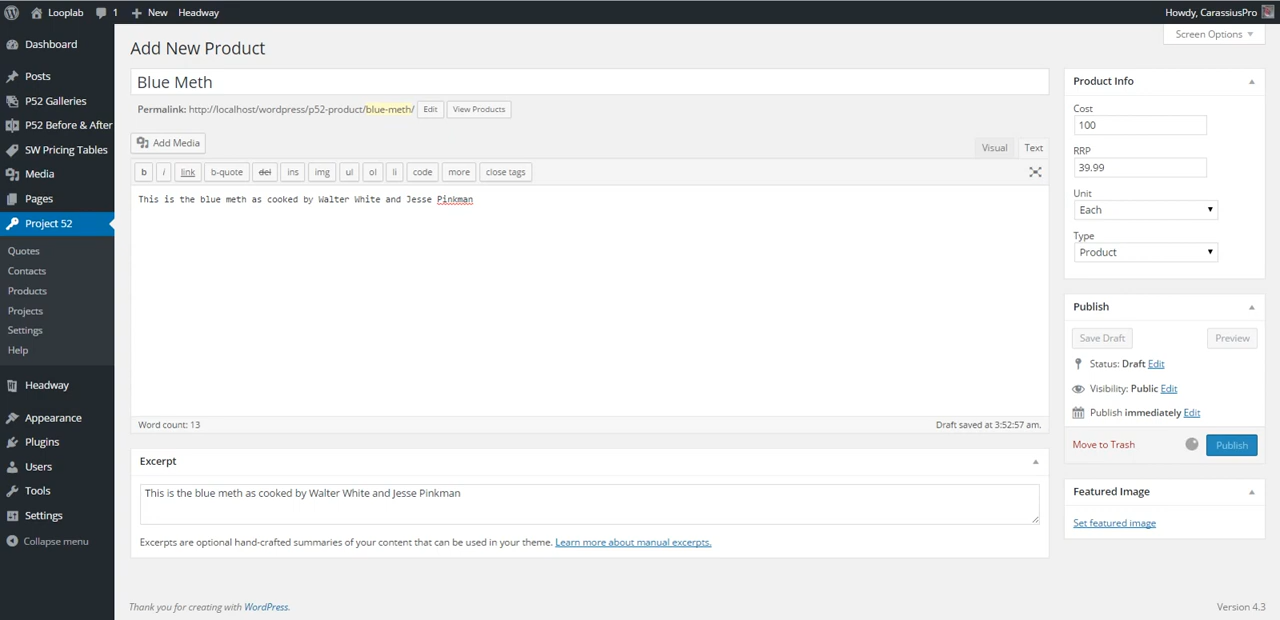 Looplab 1 New Headway Howdy, CarassiusPro
Screen Options
Dashboard
Posts
P52 Galleries
P52 Before & After
SW Pricing Tables
Media
Pages
Project 52
Quotes
Contacts
Products
Projects
Settings
Help
Headway
Appearance
Plugins
Users
Tools
Settings
Collapse menu
Add New Product
Blue Meth
Permalink: http://localhost/wordpress/p52-product/blue-meth/ Edit View Products
Add Media
Visual Text
b i link b-quote del ins img ul ol li code more close tags
This is the blue meth as cooked by Walter White and Jesse Pinkman
Word count: 13 Draft saved at 3:52:57 am.
Excerpt
This is the blue meth as cooked by Walter White and Jesse Pinkman
Excerpts are optional hand-crafted summaries of your content that can be used in your theme. Learn more about manual excerpts.
Product Info
Cost
100
RRP
39.99
Unit
Each
Type
Product
Publish
Save Draft Preview
Status: Draft Edit
Visibility: Public Edit
Publish immediately Edit
Move to Trash Publish
Featured Image
Set featured image
Thank you for creating with WordPress. Version 4.3